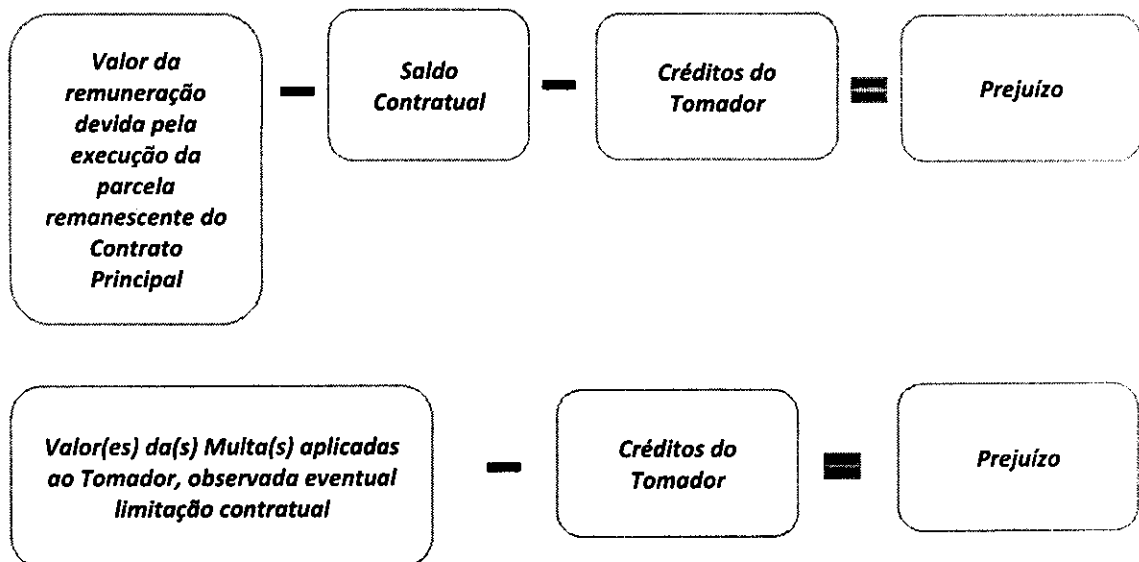 Valor da
remuneração
devida pela
execução da
parcela
remanescente do
Contrato
Principal
Saldo
Contratual
Créditos do
Tomador
Prejuízo
Valor(es) da(s) Multa(s) aplicadas
ao Tomador, observada eventual
limitação contratual
Créditos do
Tomador
Prejuízo